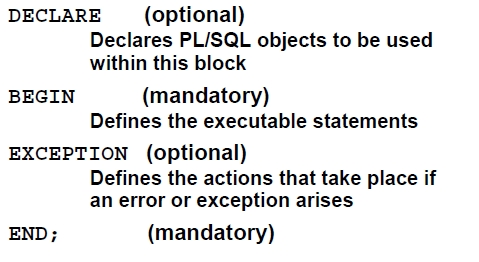 DECLARE (optional)
Declares PL/SQL objects to be used
within this block
BEGIN (mandatory)
Defines the executable statements
EXCEPTION (optional)
Defines the actions that take place if
an error or exception arises
END; (mandatory)